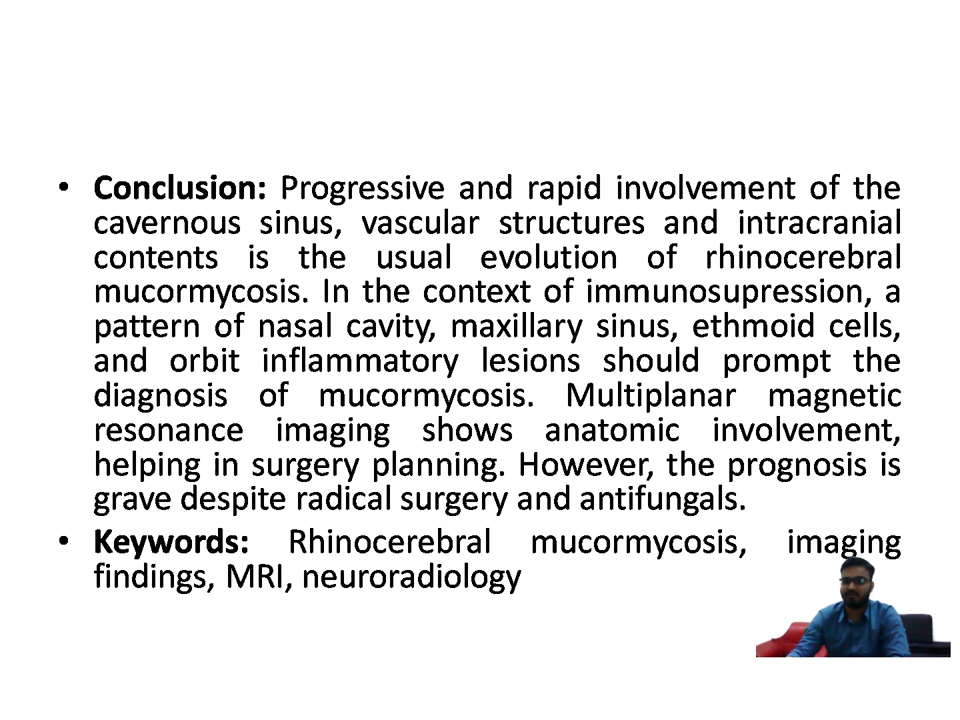 • Conclusion: Progressive and rapid involvement of the
cavernous sinus, vascular structures and intracranial
contents is the usual evolution of rhinocerebral
mucormycosis. In the context of immunosupression, a
pattern of nasal cavity, maxillary sinus, ethmoid cells,
and orbit inflammatory lesions should prompt the
diagnosis of mucormycosis. Multiplanar magnetic
resonance imaging shows anatomic involvement,
helping in surgery planning. However, the prognosis is
grave despite radical surgery and antifungals.
• Keywords: Rhinocerebral mucormycosis, imaging
findings, MRI, neuroradiology